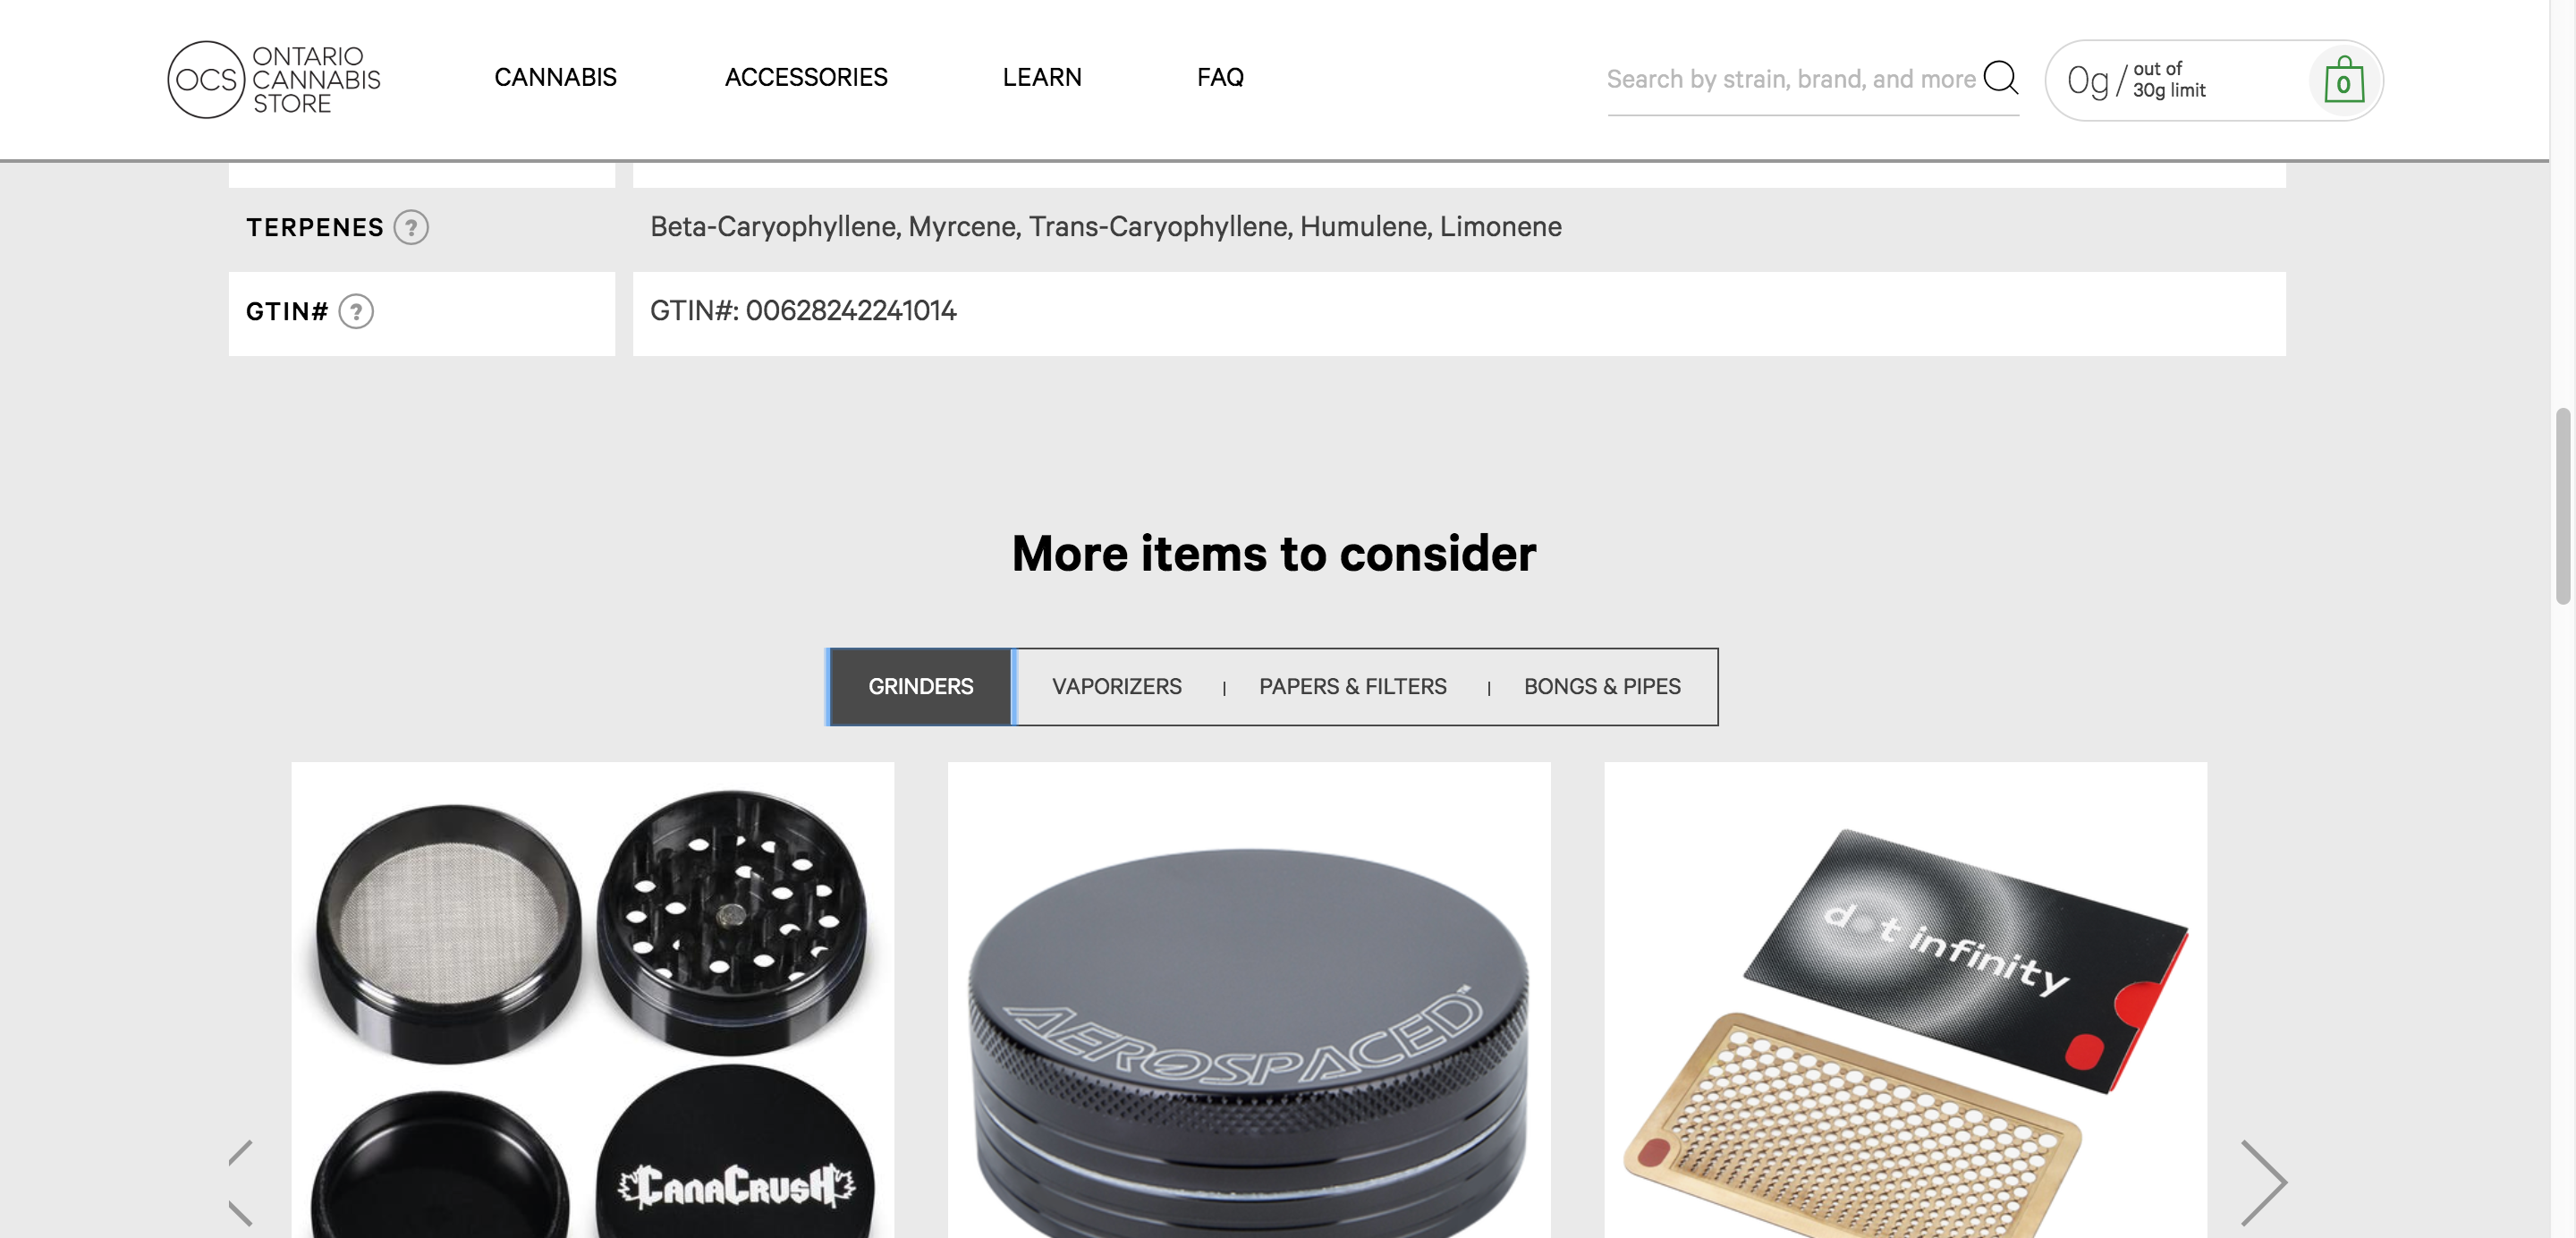 OCS
ONTARIO
CANNABIS
STORE
CANNABIS
ACCESSORIES
LEARN
FAQ
Search by strain, brand, and more
0g / out of
30g limit
0
TERPENES ?
Beta-Caryophyllene, Myrcene, Trans-Caryophyllene, Humulene, Limonene
GTIN# ?
GTIN#: 00628242241014
More items to consider
GRINDERS
VAPORIZERS
PAPERS & FILTERS
BONGS & PIPES
CANACRUSH
AEROSPACED™
dot infinity